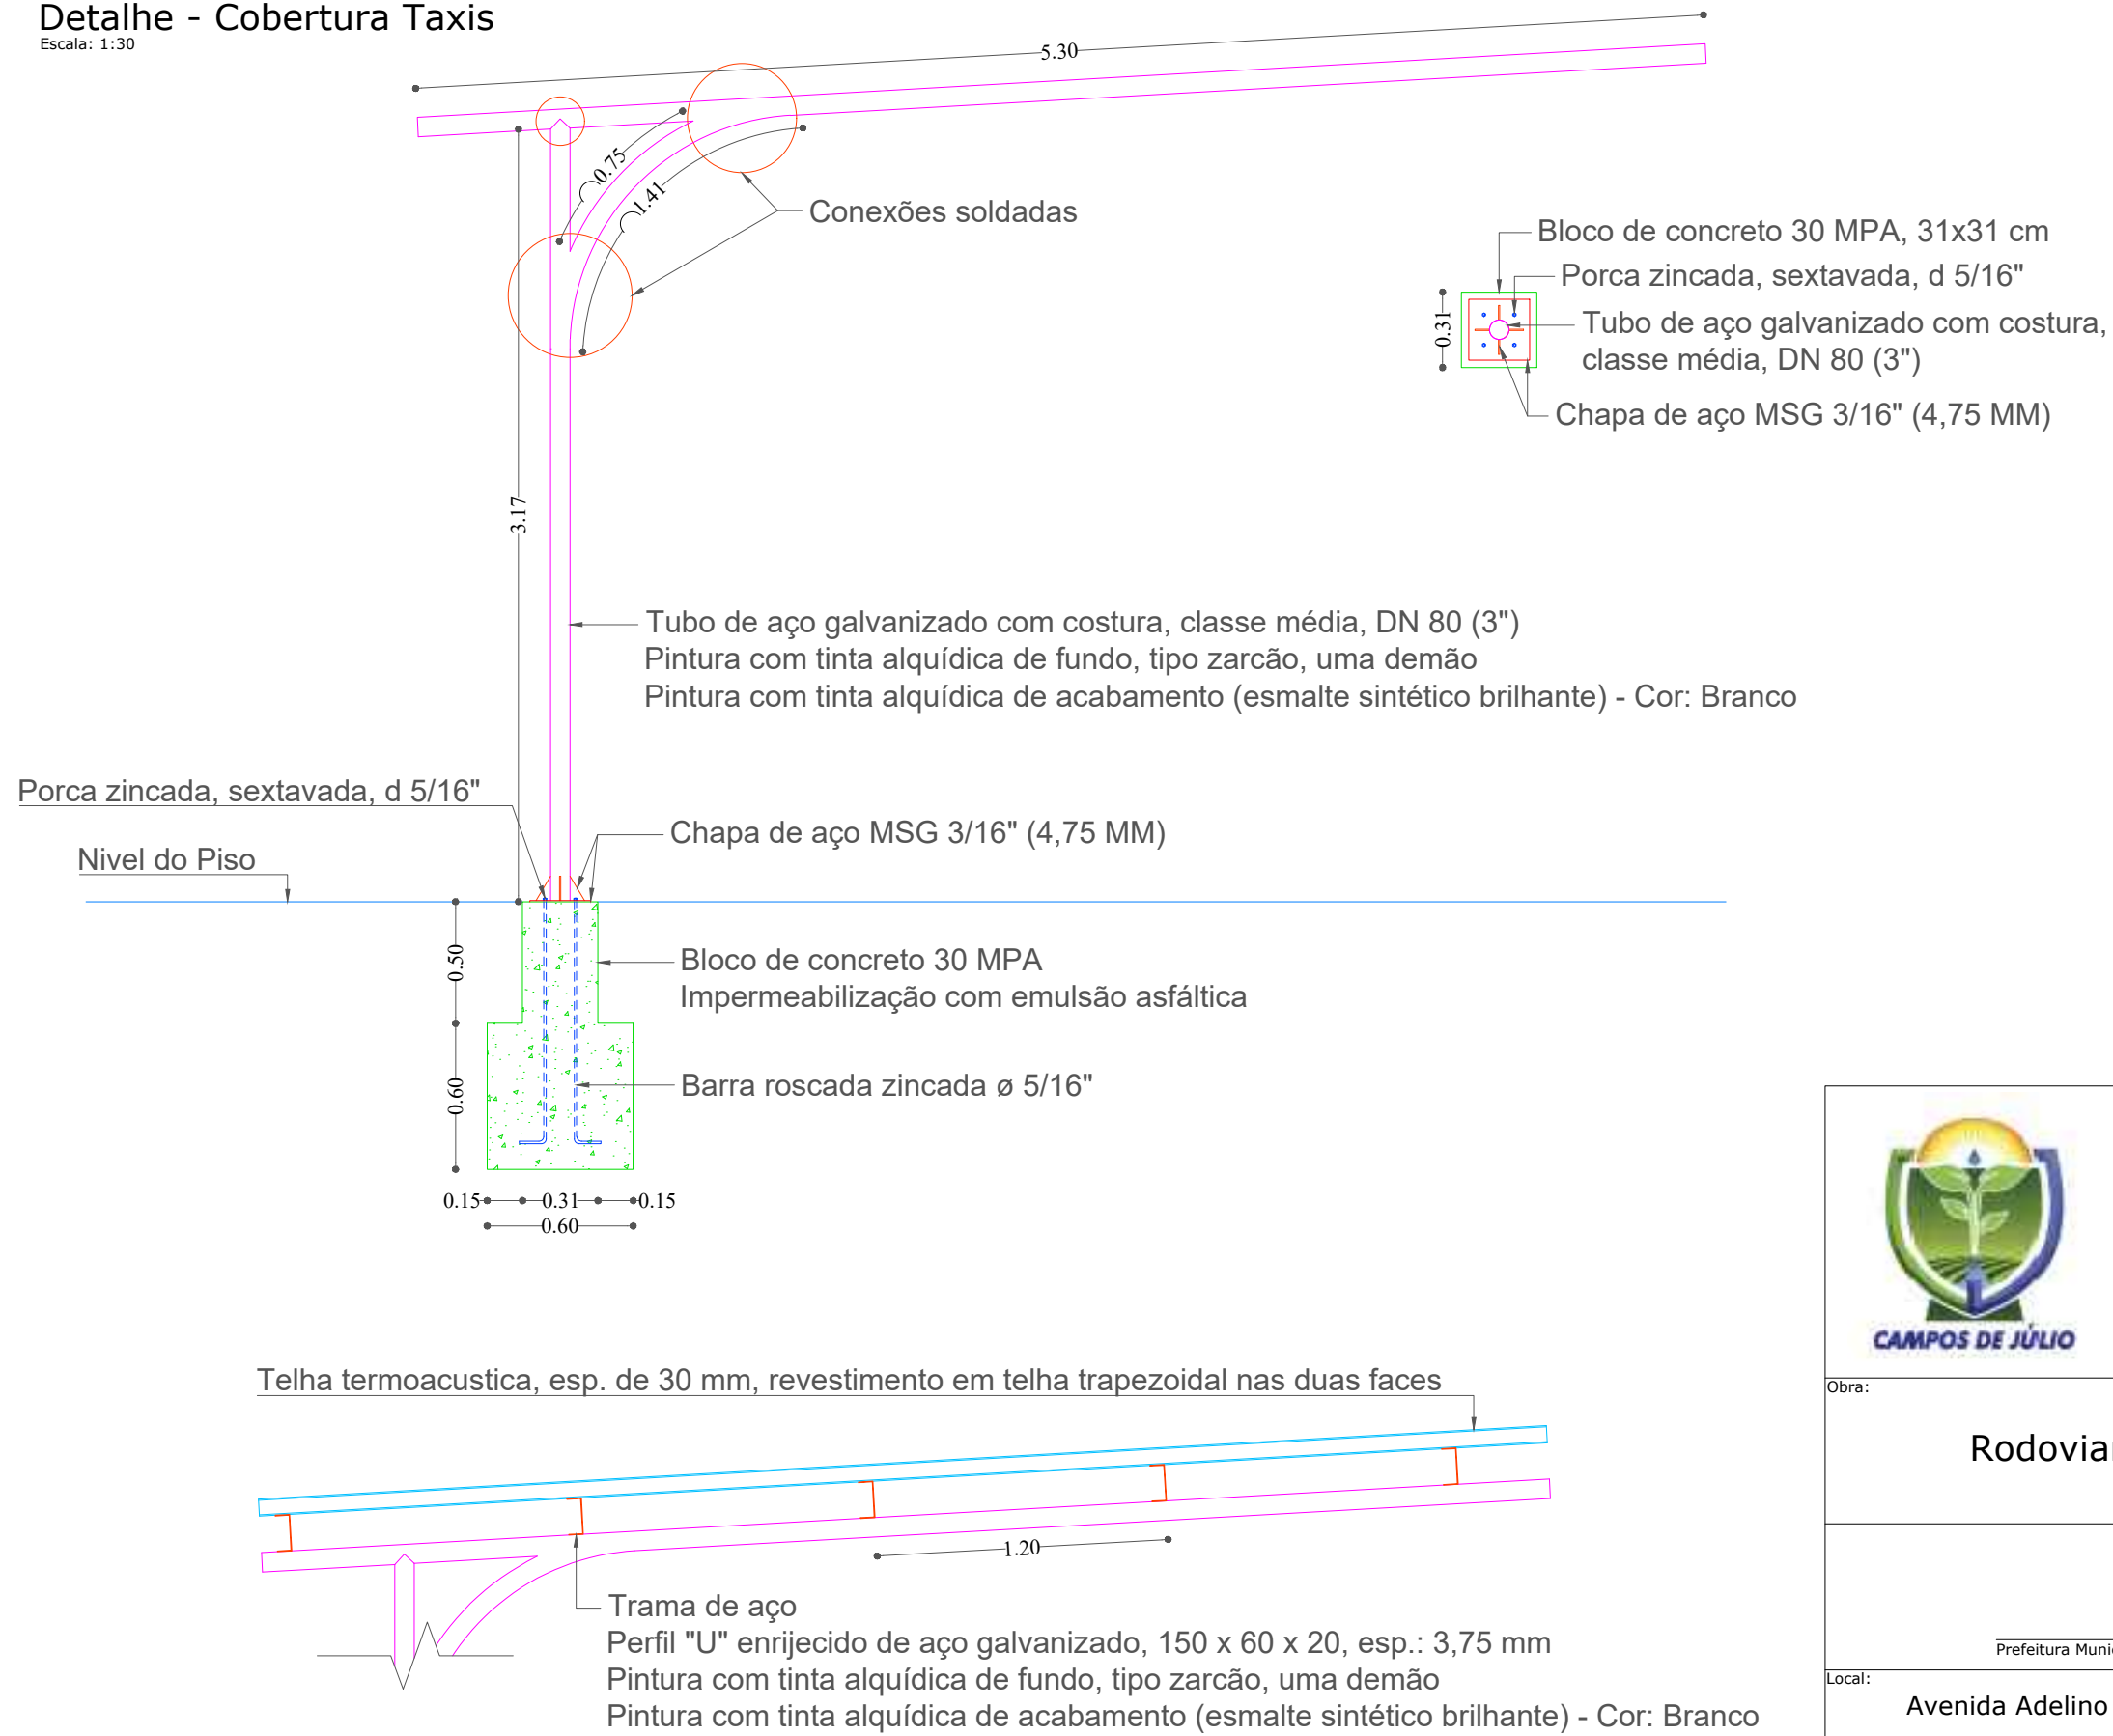 Detalhe - Cobertura Taxis
Escala: 1:30
5.30
0.75
1.41
Conexões soldadas
3.17
Bloco de concreto 30 MPA, 31x31 cm
Porca zincada, sextavada, d 5/16"
0.31
Tubo de aço galvanizado com costura,
classe média, DN 80 (3")
Chapa de aço MSG 3/16" (4,75 MM)
Tubo de aço galvanizado com costura, classe média, DN 80 (3")
Pintura com tinta alquídica de fundo, tipo zarcão, uma demão
Pintura com tinta alquídica de acabamento (esmalte sintético brilhante) - Cor: Branco
Porca zincada, sextavada, d 5/16"
Chapa de aço MSG 3/16" (4,75 MM)
Nivel do Piso
0.50
Bloco de concreto 30 MPA
Impermeabilização com emulsão asfáltica
0.60
Barra roscada zincada ø 5/16"
0.15 0.31 0.15
0.60
CAMPOS DE JÚLIO
Telha termoacustica, esp. de 30 mm, revestimento em telha trapezoidal nas duas faces
1.20
Trama de aço
Perfil "U" enrijecido de aço galvanizado, 150 x 60 x 20, esp.: 3,75 mm
Pintura com tinta alquídica de fundo, tipo zarcão, uma demão
Pintura com tinta alquídica de acabamento (esmalte sintético brilhante) - Cor: Branco
Obra:
Prefeitura
Local:
Avenida Adelino